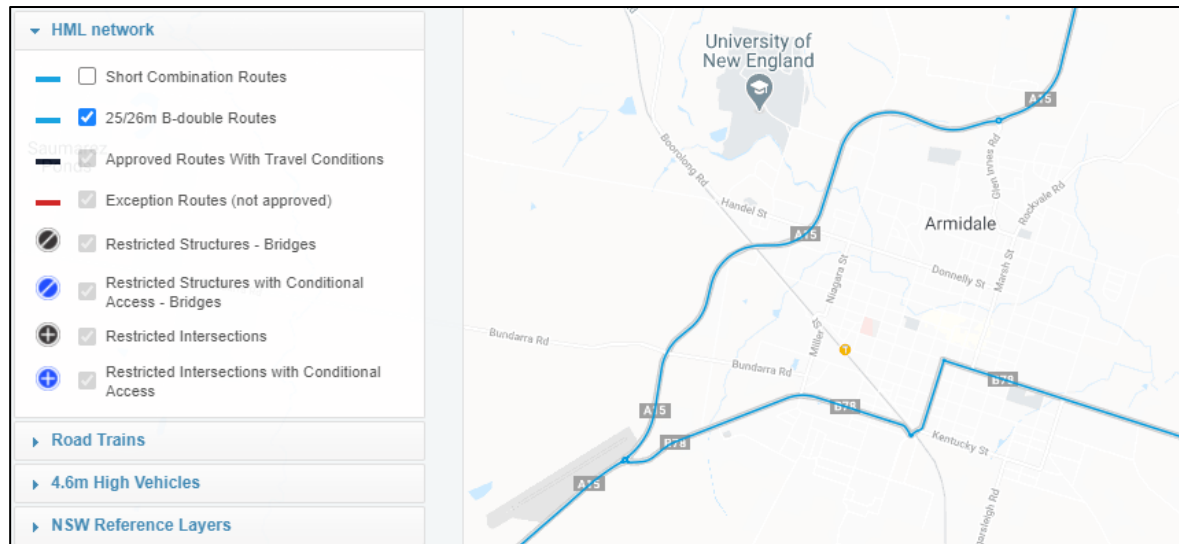 HML network
Short Combination Routes
25/26m B-double Routes
Saumarez
Ponds
Approved Routes With Travel Conditions
Exception Routes (not approved)
Restricted Structures - Bridges
Restricted Structures with Conditional
Access - Bridges
Restricted Intersections
Restricted Intersections with Conditional
Access
Road Trains
4.6m High Vehicles
NSW Reference Layers
University of
New England
A15
Boorolong Rd
Glen Innes Rd
Rockvale Rd
Handel St
A15
Armidale
Donnelly St
Marsh St
Niagara St
Bundarra Rd
Miller St
T
Bundarra Rd
B78
A15
B78
B78
Kentucky St
A15